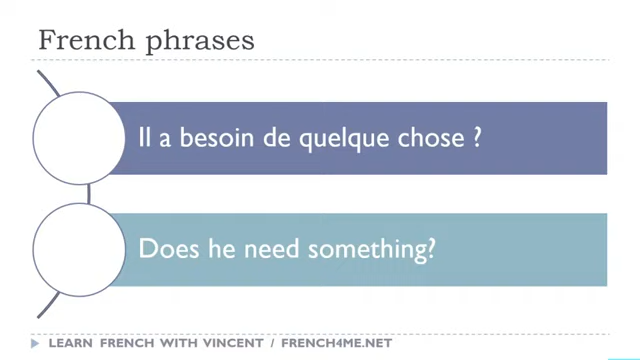 French phrases
Il a besoin de quelque chose ?
Does he need something?
LEARN FRENCH WITH VINCENT / FRENCH4ME.NET